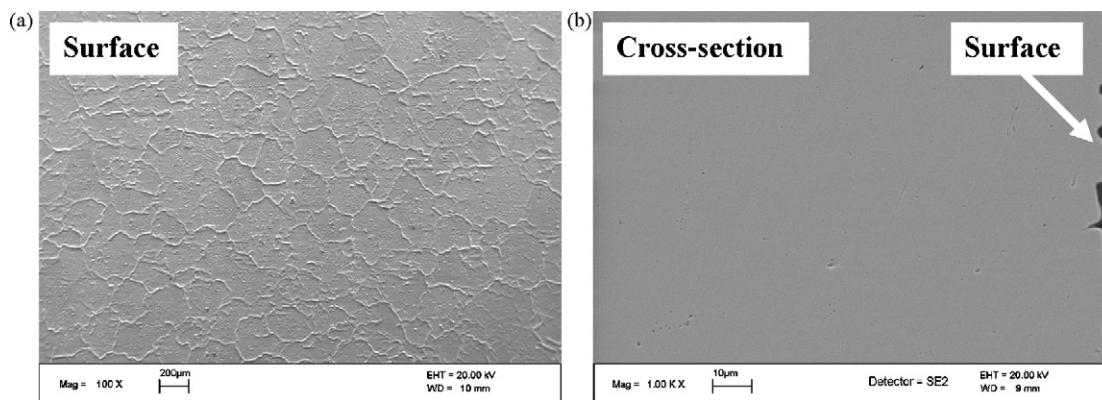 (a)
Surface
Mag = 100 X
200µm
EHT = 20.00 kV
WD = 10 mm
(b)
Cross-section
Surface
Mag = 1.00 K X
10µm
Detector = SE2
EHT = 20.00 kV
WD = 9 mm